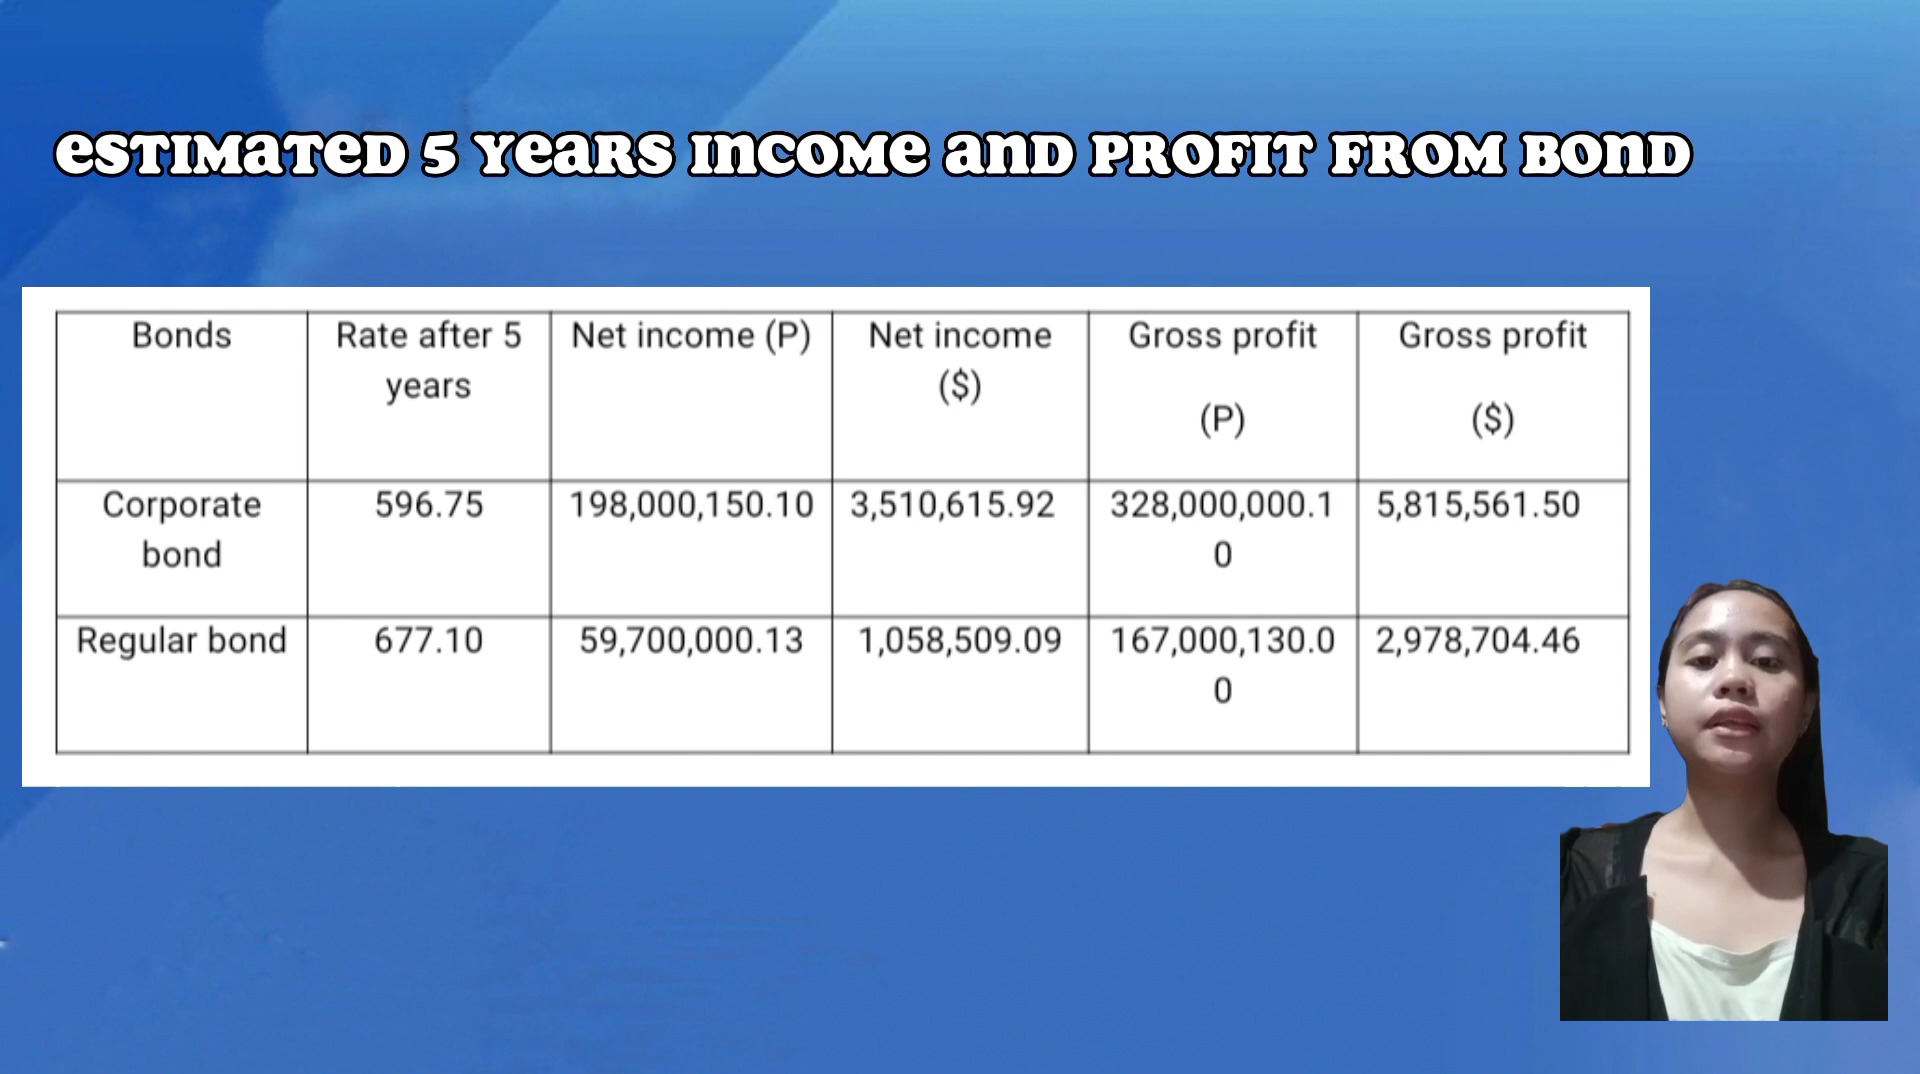 eSTIMaTeD 5 YeaRS InCOMe anD PROFIT FROM BOnD
Bonds
Rate after 5
years
Net income (P)
Net income
($)
Gross profit
(P)
Gross profit
($)
Corporate
bond
596.75
198,000,150.10
3,510,615.92
328,000,000.1
0
5,815,561.50
Regular bond
677.10
59,700,000.13
1,058,509.09
167,000,130.0
0
2,978,704.46